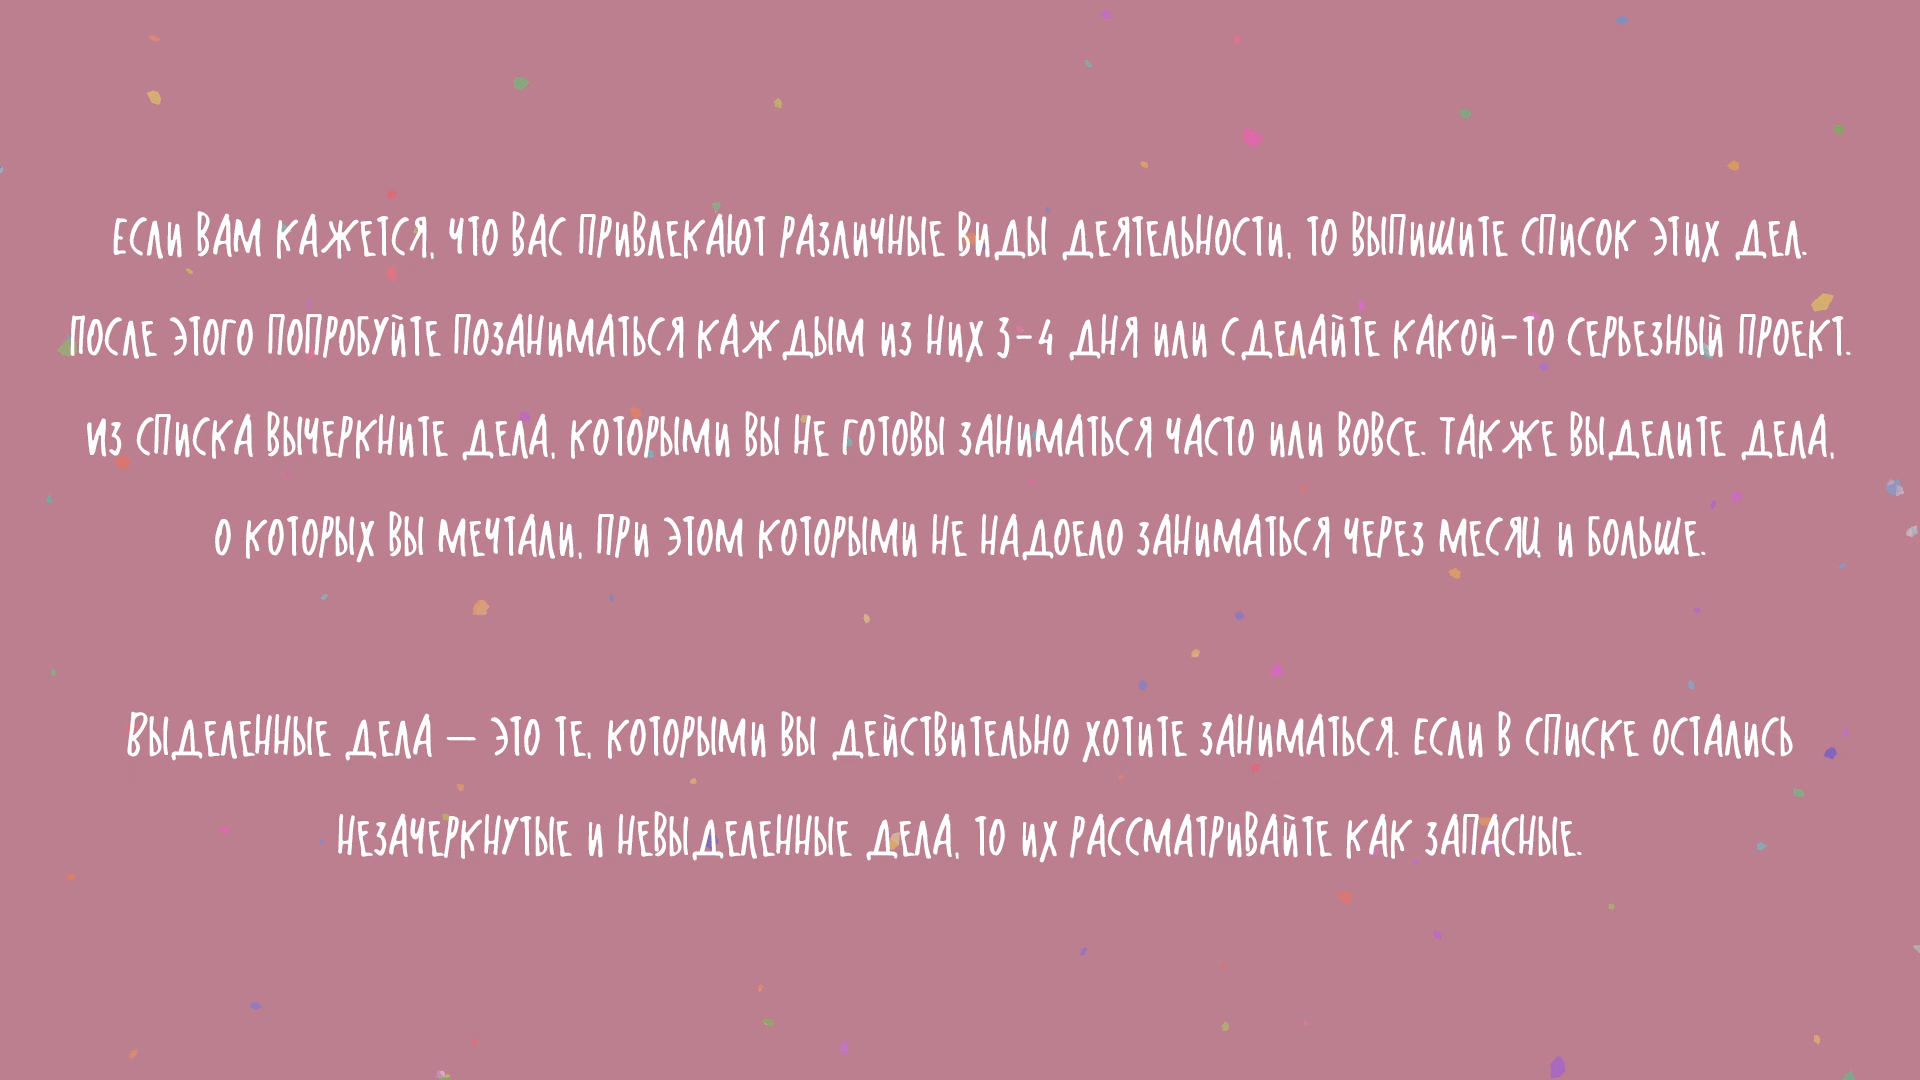 Если вам кажется, что вас привлекают различные виды деятельности, то выпишите список этих дел.
После этого попробуйте позаниматься каждым из них 3-4 дня или сделайте какой-то серьезный проект.
Из списка вычеркните дела, которыми вы не готовы заниматься часто или вовсе. Также выделите дела,
о которых вы мечтали, при этом которыми не надоело заниматься через месяц и больше.
Выделенные дела — это те, которыми вы действительно хотите заниматься. Если в списке остались
незачеркнутые и невыделенные дела, то их рассматривайте как запасные.